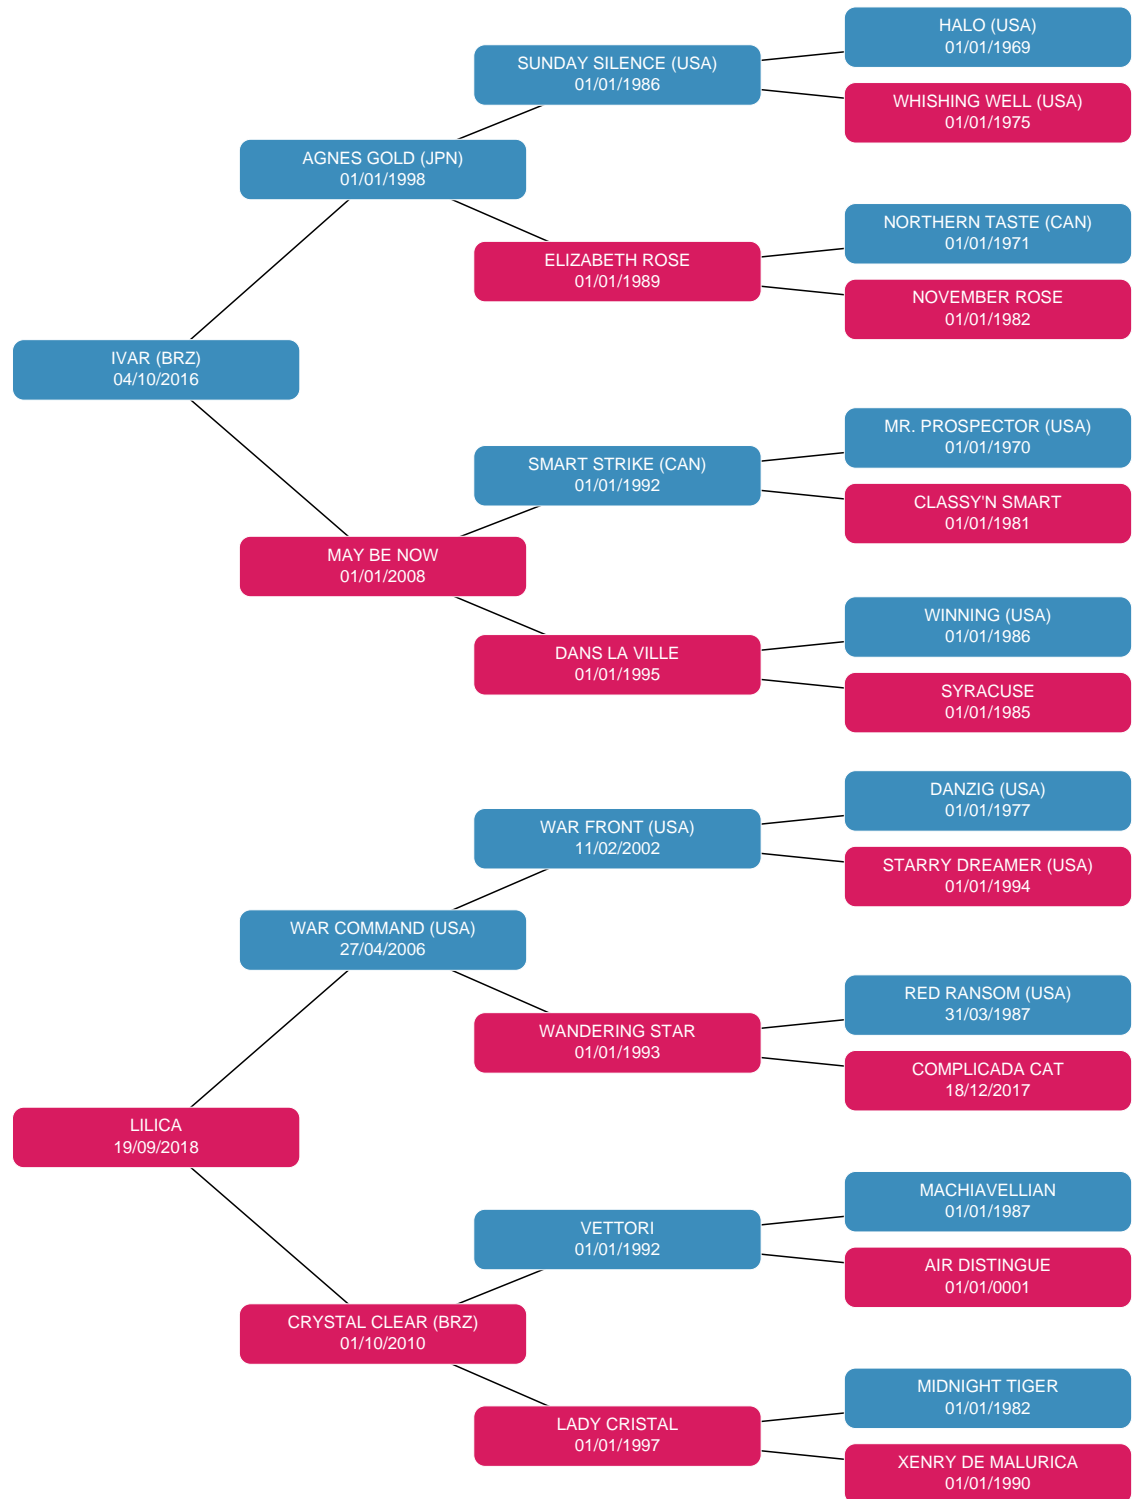 HALO (USA)
01/01/1969
SUNDAY SILENCE (USA)
01/01/1986
WHISHING WELL (USA)
01/01/1975
AGNES GOLD (JPN)
01/01/1998
NORTHERN TASTE (CAN)
01/01/1971
ELIZABETH ROSE
01/01/1989
NOVEMBER ROSE
01/01/1982
IVAR (BRZ)
04/10/2016
MR. PROSPECTOR (USA)
01/01/1970
SMART STRIKE (CAN)
01/01/1992
CLASSY'N SMART
01/01/1981
MAY BE NOW
01/01/2008
WINNING (USA)
01/01/1986
DANS LA VILLE
01/01/1995
SYRACUSE
01/01/1985
DANZIG (USA)
01/01/1977
WAR FRONT (USA)
11/02/2002
STARRY DREAMER (USA)
01/01/1994
WAR COMMAND (USA)
27/04/2006
RED RANSOM (USA)
31/03/1987
WANDERING STAR
01/01/1993
COMPLICADA CAT
18/12/2017
LILICA
19/09/2018
MACHIAVELLIAN
01/01/1987
VETTORI
01/01/1992
AIR DISTINGUE
01/01/0001
CRYSTAL CLEAR (BRZ)
01/10/2010
MIDNIGHT TIGER
01/01/1982
LADY CRISTAL
01/01/1997
XENRY DE MALURICA
01/01/1990